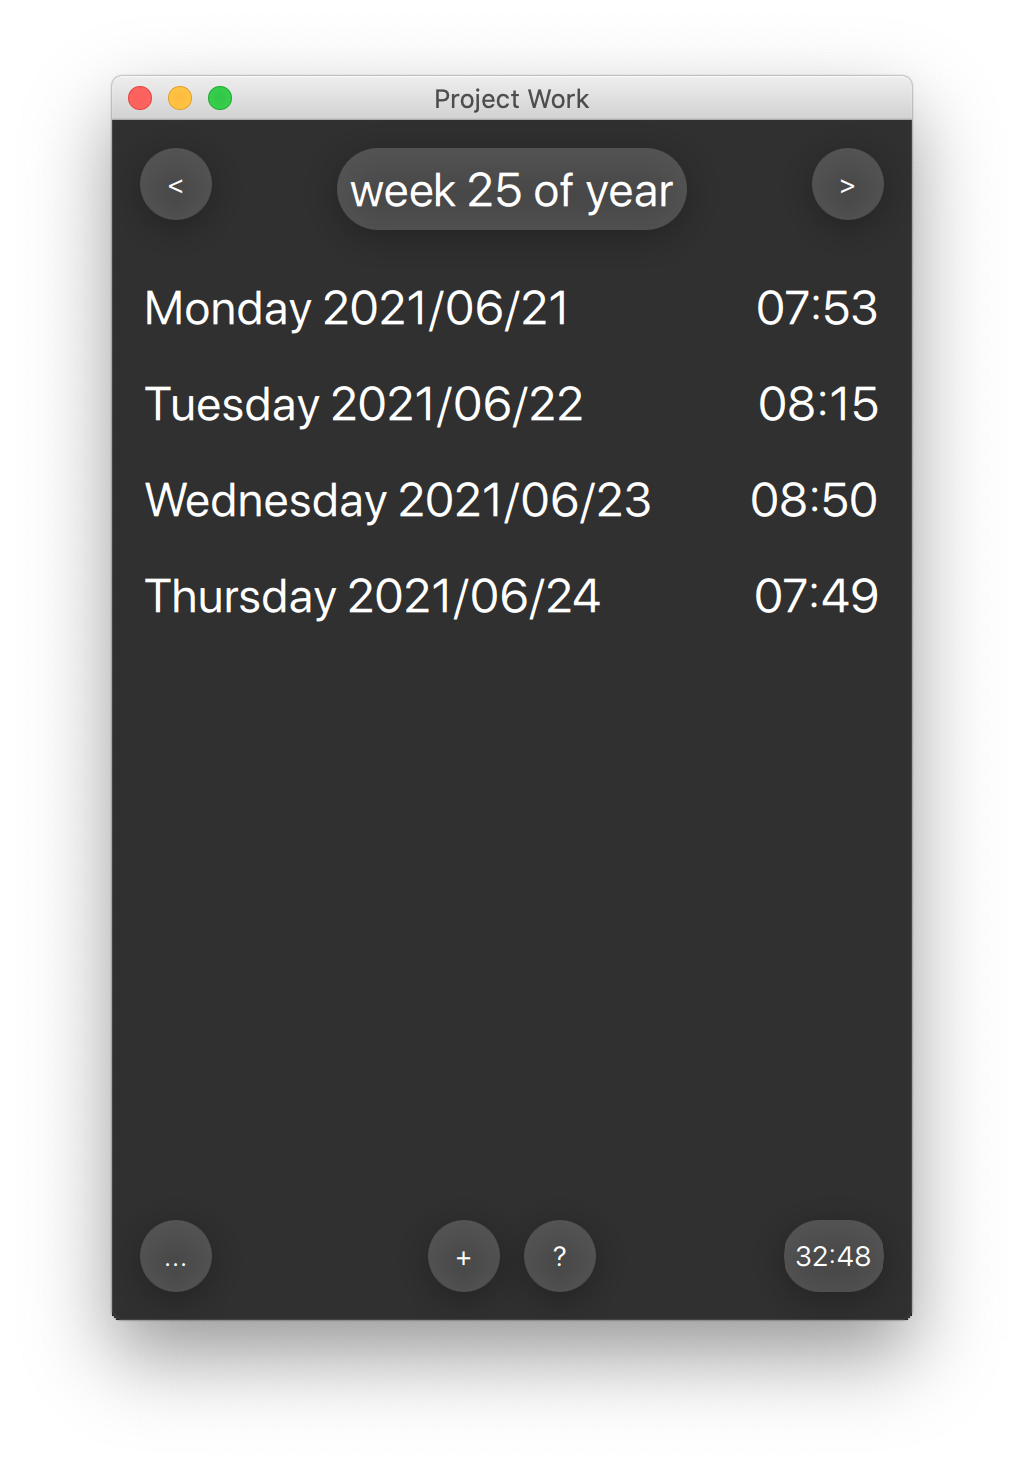 Project Work
< week 25 of year >
Monday 2021/06/21 07:53
Tuesday 2021/06/22 08:15
Wednesday 2021/06/23 08:50
Thursday 2021/06/24 07:49
... + ? 32:48